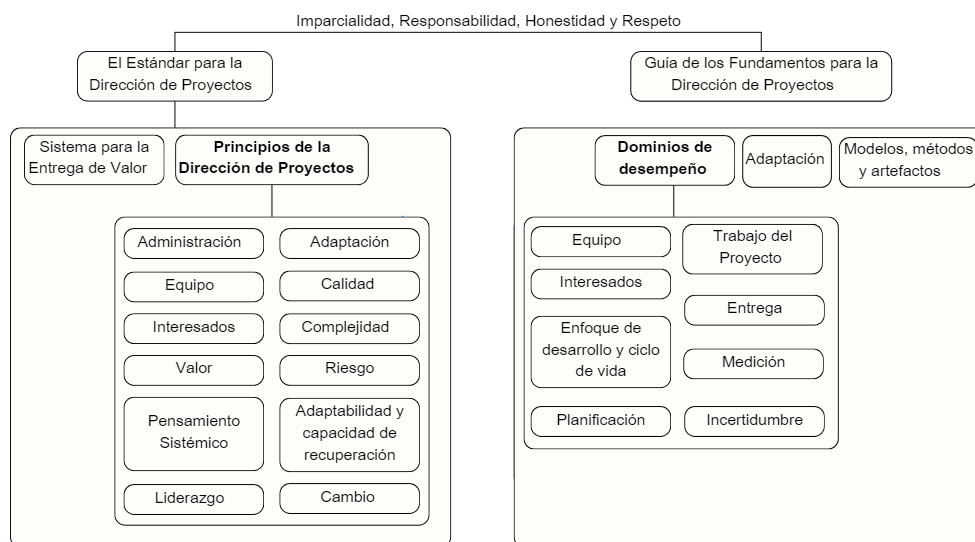 Imparcialidad, Responsabilidad, Honestidad y Respeto
El Estándar para la
Dirección de Proyectos
Guía de los Fundamentos para la
Dirección de Proyectos
Sistema para la
Entrega de Valor
Principios de la
Dirección de Proyectos
Administración
Adaptación
Equipo
Calidad
Interesados
Complejidad
Valor
Riesgo
Pensamiento
Sistémico
Adaptabilidad y
capacidad de
recuperación
Liderazgo
Cambio
Dominios de
desempeño
Adaptación
Modelos, métodos
y artefactos
Equipo
Trabajo del
Proyecto
Interesados
Entrega
Enfoque de
desarrollo y ciclo
de vida
Medición
Planificación
Incertidumbre